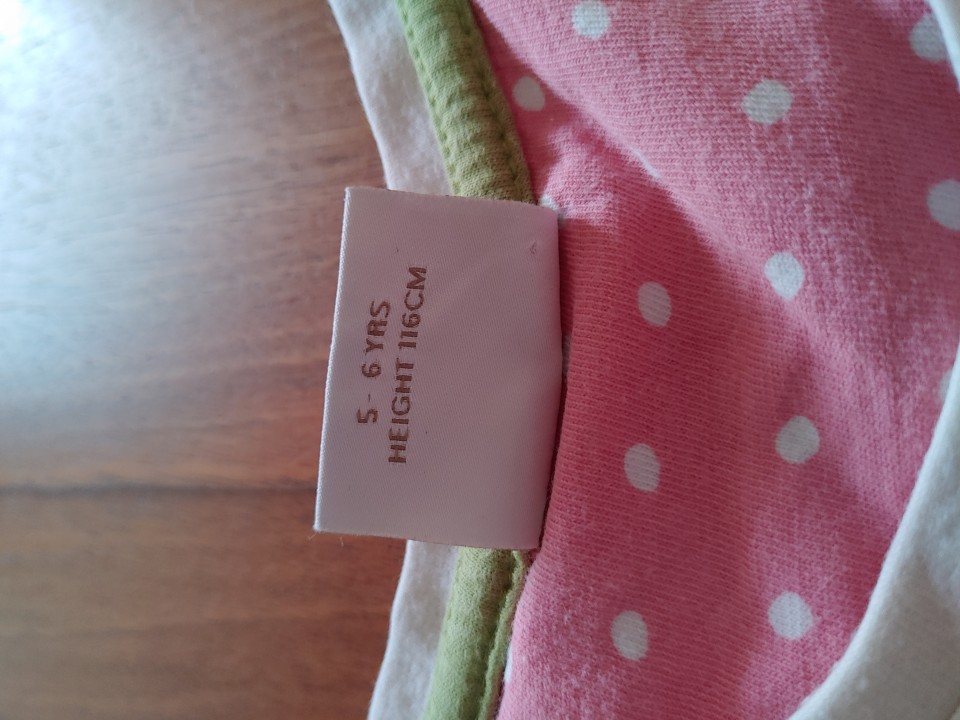 5 - 6 YRS
HEIGHT 116CM